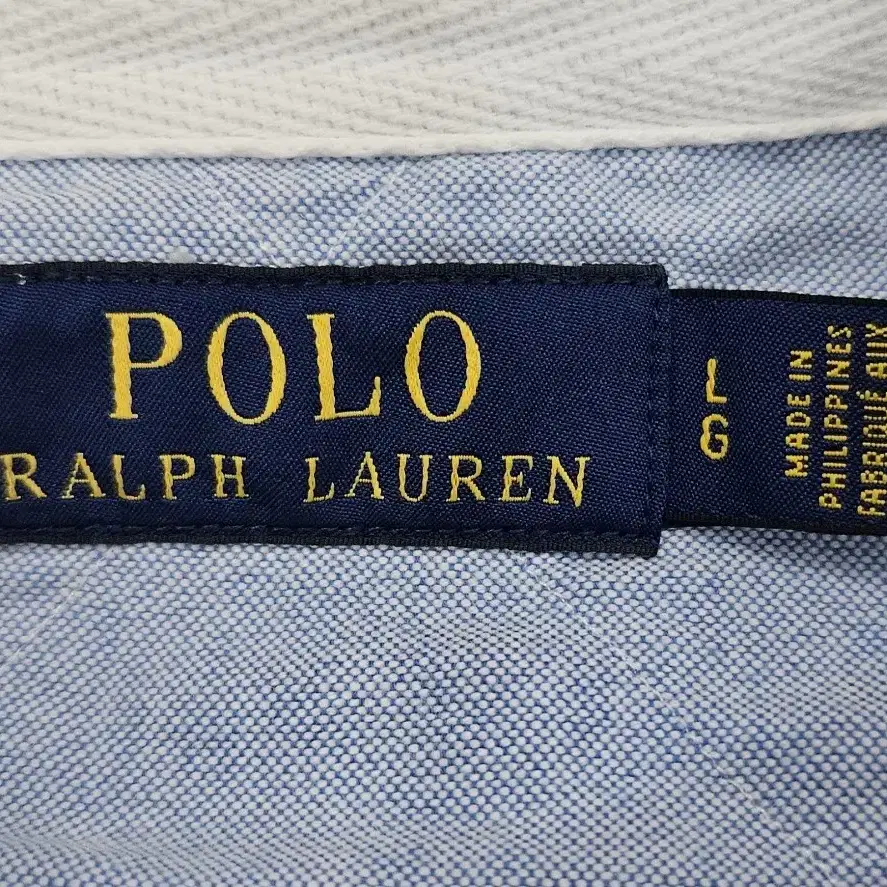 POLO
RALPH LAUREN
L
G
MADE IN
PHILIPPINES
FABRIQUÉ AUX